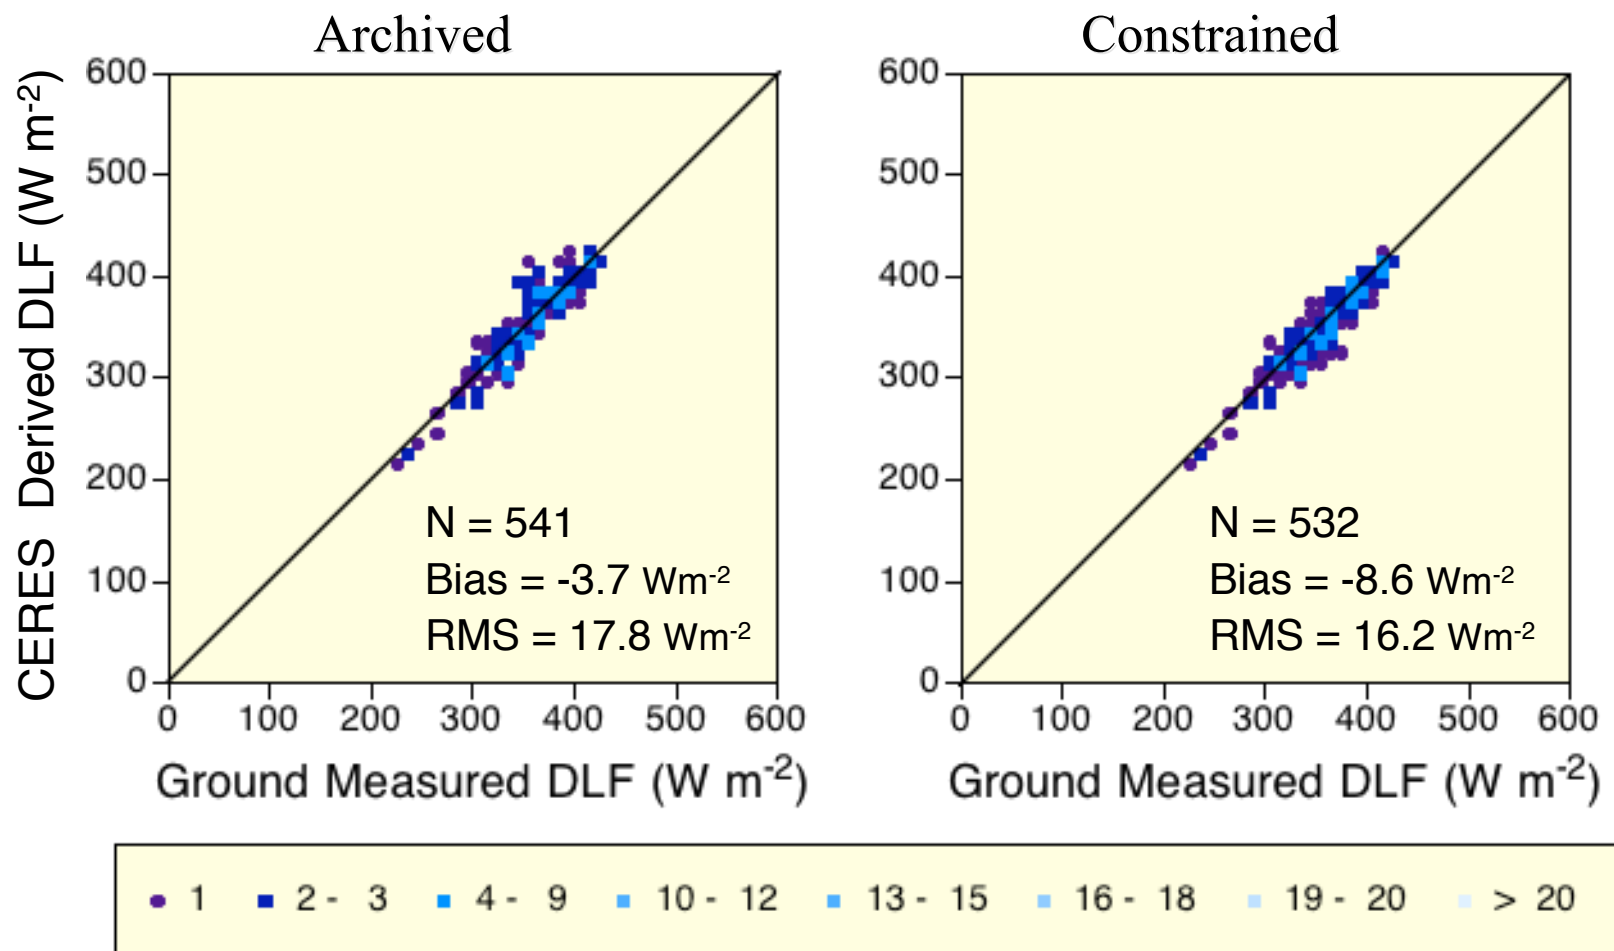 Archived
Constrained
CERES Derived DLF (W m-2)
600
500
400
300
200
100
0
N = 541
Bias = -3.7 Wm-2
RMS = 17.8 Wm-2
0 100 200 300 400 500 600
Ground Measured DLF (W m-2)
600
500
400
300
200
100
0
N = 532
Bias = -8.6 Wm-2
RMS = 16.2 Wm-2
0 100 200 300 400 500 600
Ground Measured DLF (W m-2)
1 2 - 3 4 - 9 10 - 12 13 - 15 16 - 18 19 - 20 > 20